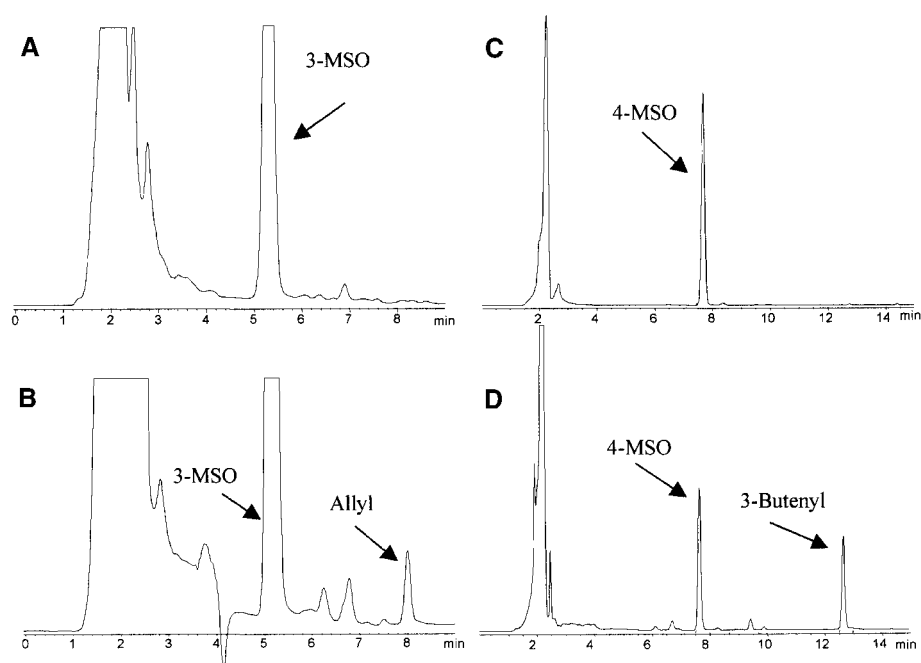 A
3-MSO
0 1 2 3 4 5 6 7 8 min
C
4-MSO
2 4 6 8 10 12 14 min
B
3-MSO
Allyl
0 1 2 3 4 5 6 7 8 min
D
4-MSO
3-Butenyl
2 4 6 8 10 12 14 min